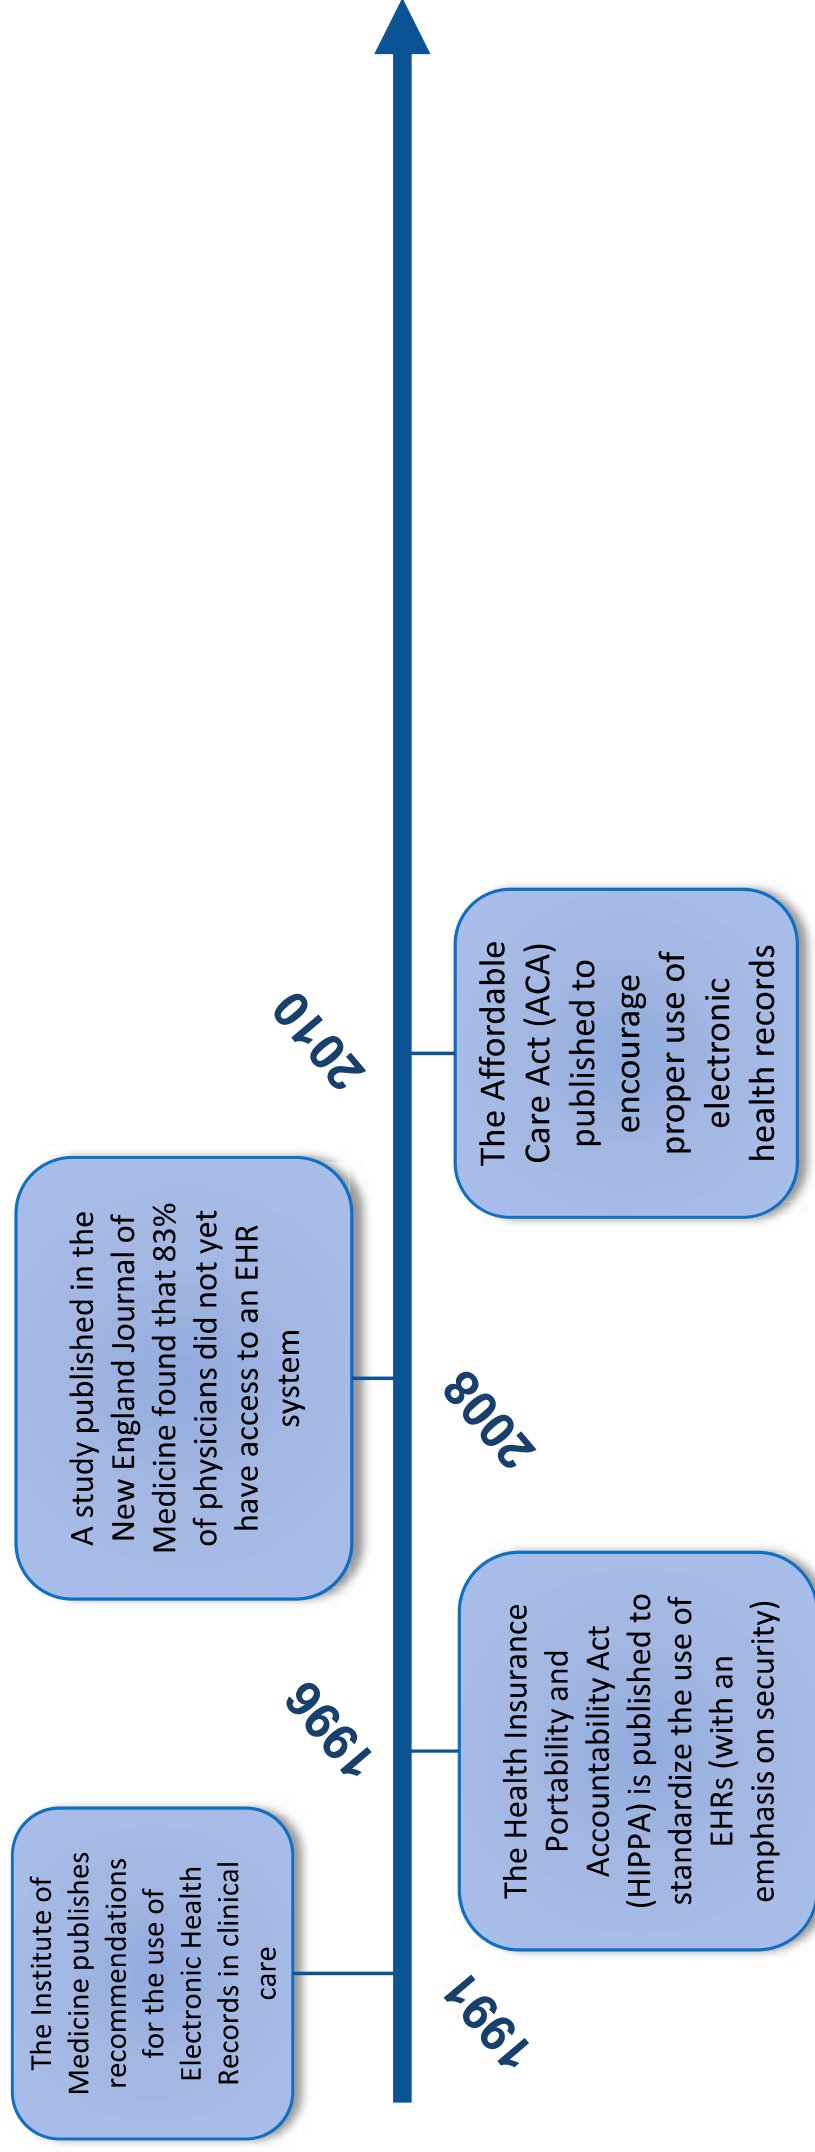 The Institute of
Medicine publishes
recommendations
for the use of
Electronic Health
Records in clinical
care
1991
1996
The Health Insurance
Portability and
Accountability Act
(HIPPA) is published to
standardize the use of
EHRs (with an
emphasis on security)
A study published in the
New England Journal of
Medicine found that 83%
of physicians did not yet
have access to an EHR
system
2008
2010
The Affordable
Care Act (ACA)
published to
encourage
proper use of
electronic
health records